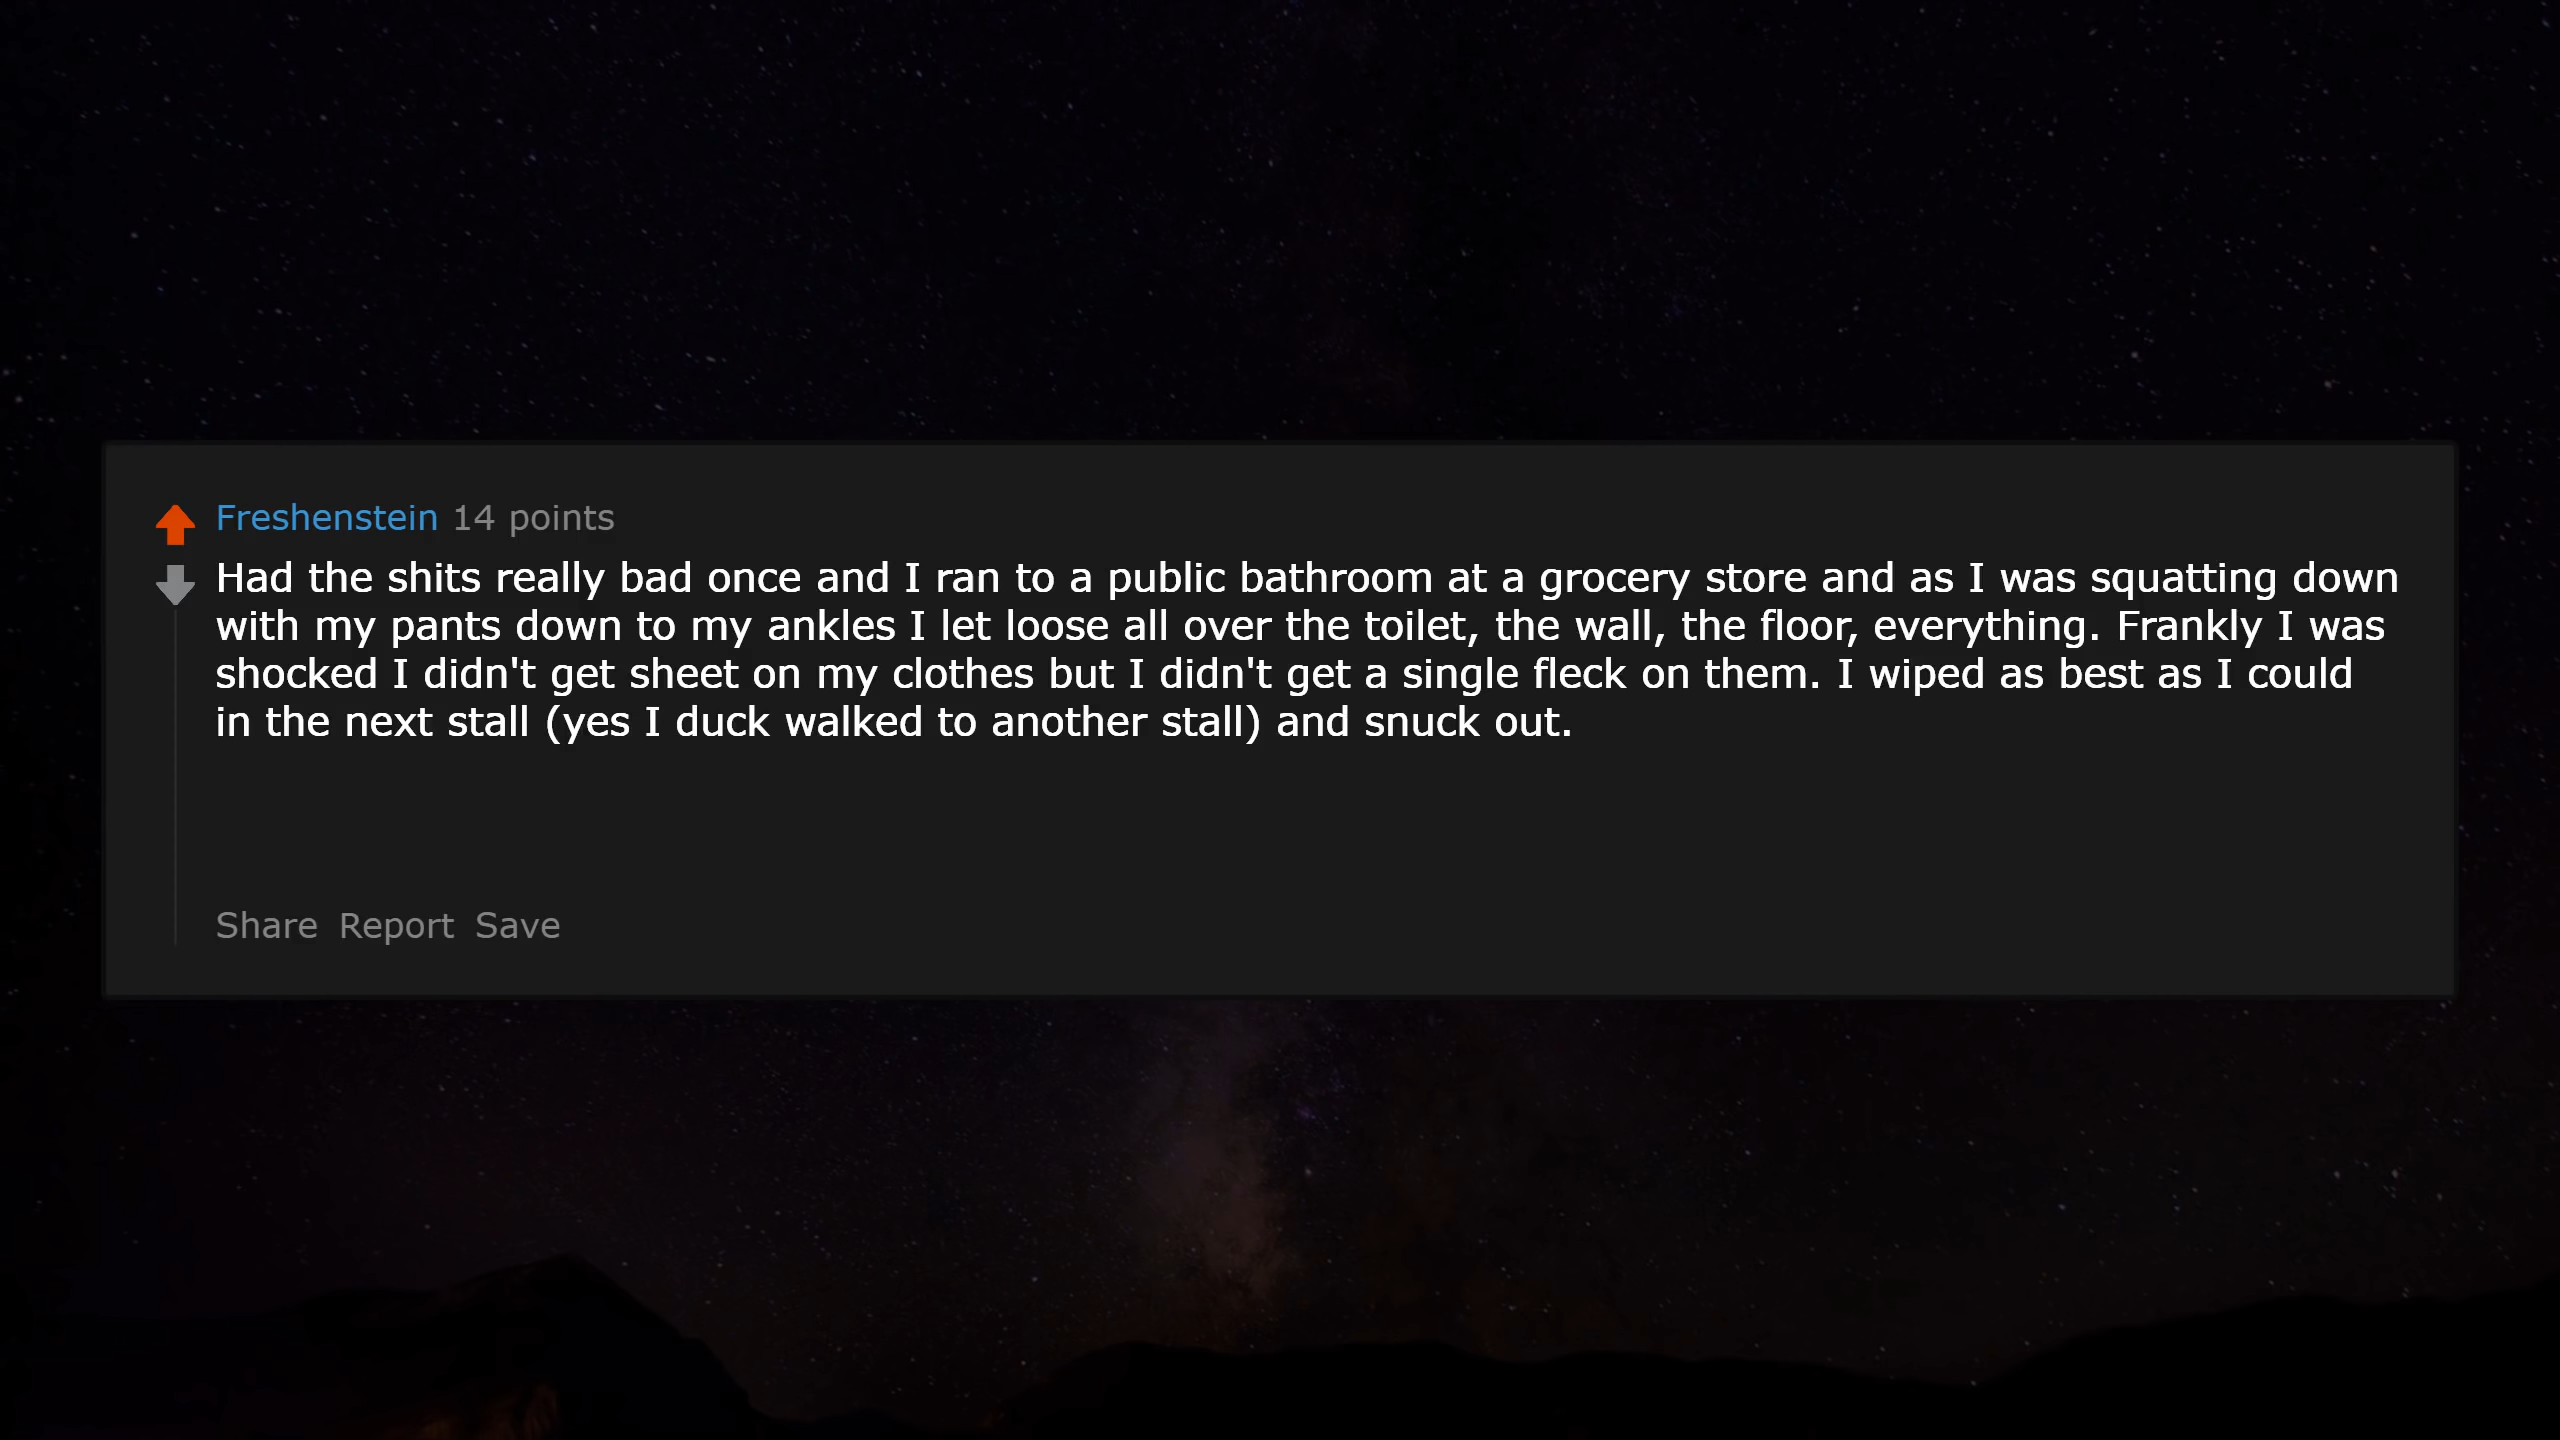 Freshenstein 14 points
Had the shits really bad once and I ran to a public bathroom at a grocery store and as I was squatting down
with my pants down to my ankles I let loose all over the toilet, the wall, the floor, everything. Frankly I was
shocked I didn't get sheet on my clothes but I didn't get a single fleck on them. I wiped as best as I could
in the next stall (yes I duck walked to another stall) and snuck out.
Share Report Save